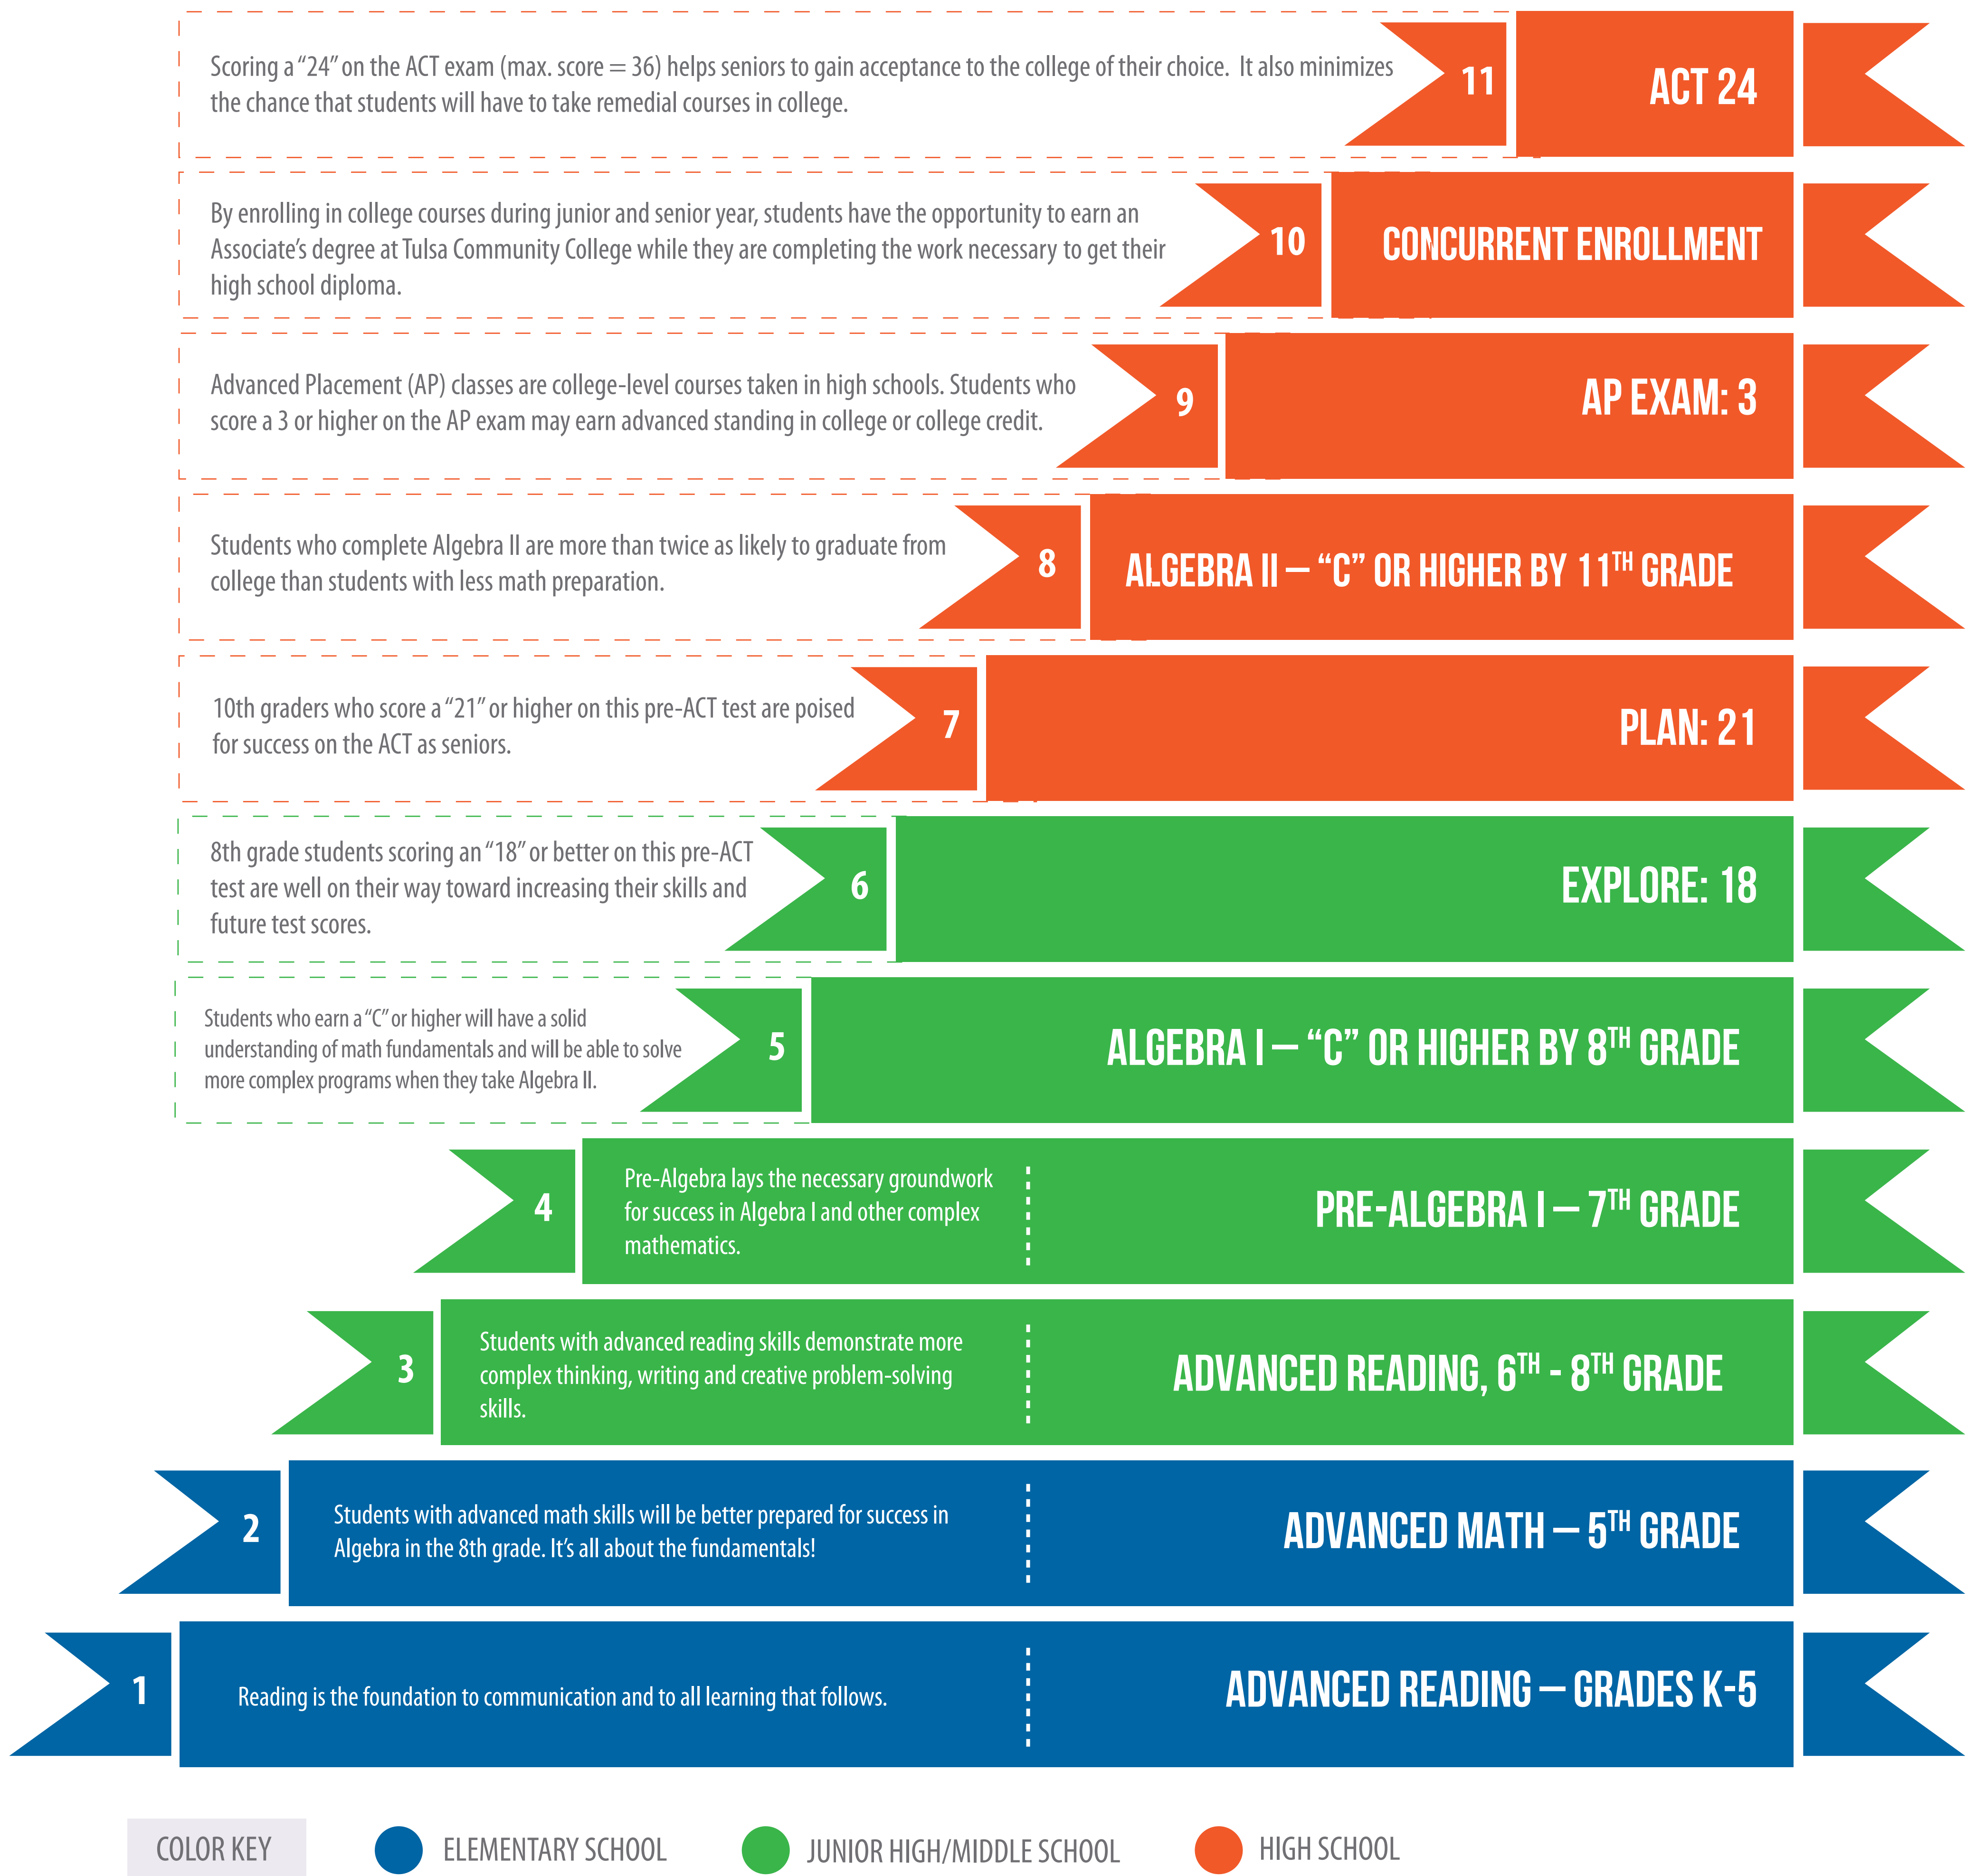 Scoring a “24” on the ACT exam (max. score = 36) helps seniors to gain acceptance to the college of their choice.  It also minimizes
the chance that students will have to take remedial courses in college.
11
ACT 24
By enrolling in college courses during junior and senior year, students have the opportunity to earn an
Associate’s degree at Tulsa Community College while they are completing the work necessary to get their
high school diploma.
10
CONCURRENT ENROLLMENT
Advanced Placement (AP) classes are college-level courses taken in high schools. Students who
score a 3 or higher on the AP exam may earn advanced standing in college or college credit.
9
AP EXAM: 3
Students who complete Algebra II are more than twice as likely to graduate from
college than students with less math preparation.
8
ALGEBRA II – “C” OR HIGHER BY 11TH GRADE
10th graders who score a “21” or higher on this pre-ACT test are poised
for success on the ACT as seniors.
7
PLAN: 21
8th grade students scoring an “18” or better on this pre-ACT
test are well on their way toward increasing their skills and
future test scores.
6
EXPLORE: 18
Students who earn a “C” or higher will have a solid
understanding of math fundamentals and will be able to solve
more complex programs when they take Algebra II.
5
ALGEBRA I – “C” OR HIGHER BY 8TH GRADE
4
Pre-Algebra lays the necessary groundwork
for success in Algebra I and other complex
mathematics.
PRE-ALGEBRA I – 7TH GRADE
3
Students with advanced reading skills demonstrate more
complex thinking, writing and creative problem-solving
skills.
ADVANCED READING, 6TH - 8TH GRADE
2
Students with advanced math skills will be better prepared for success in
Algebra in the 8th grade. It’s all about the fundamentals!
ADVANCED MATH – 5TH GRADE
1
Reading is the foundation to communication and to all learning that follows.
ADVANCED READING – GRADES K-5
COLOR KEY
ELEMENTARY SCHOOL
JUNIOR HIGH/MIDDLE SCHOOL
HIGH SCHOOL